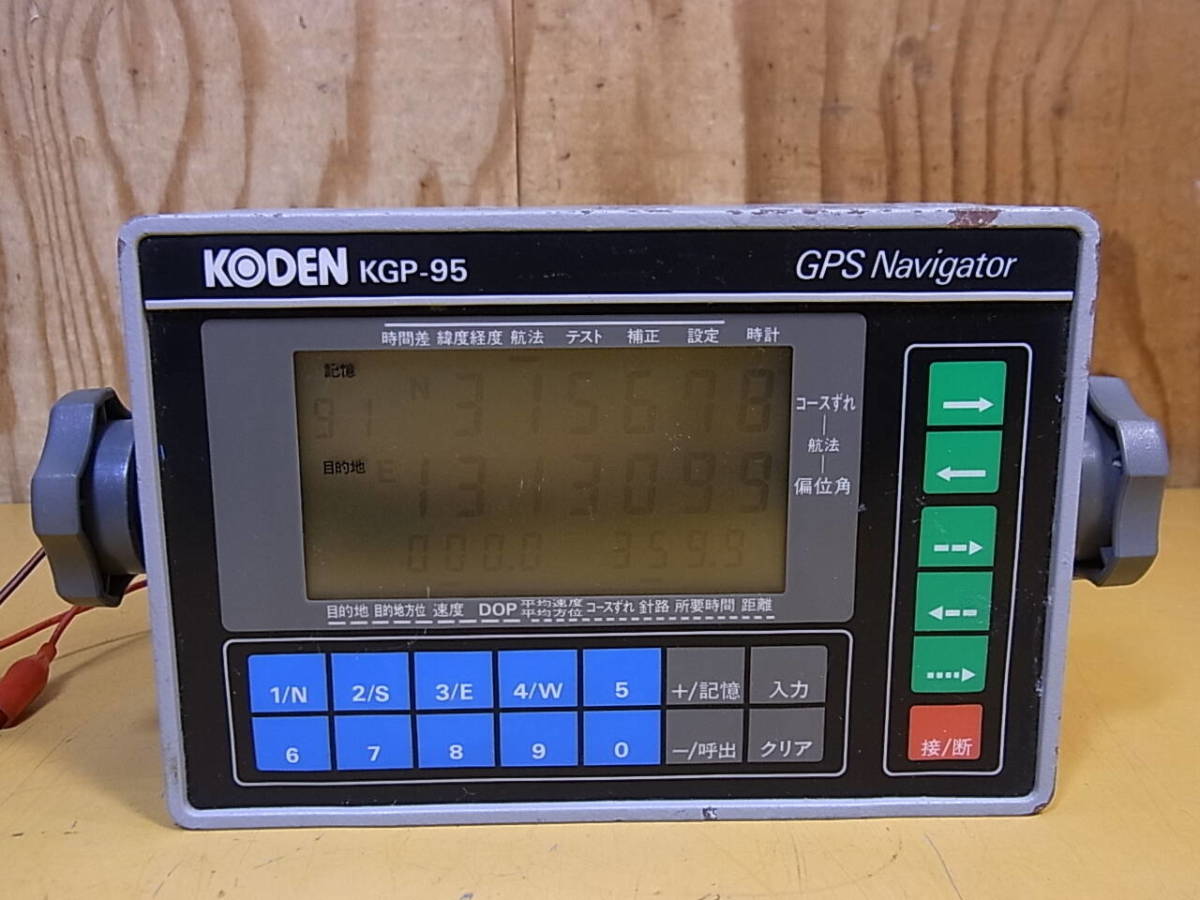 KODEN KGP-95 GPS Navigator
時間差 緯度経度 航法 テスト 補正 設定 時計
記憶
91 N 31 5678
目的地
E 131 3099
000.0 359.9
コースずれ
航法
偏位角
目的地 目的地方位 速度 DOP 平均速度 平均方位 コースずれ 針路 所要時間 距離
1/N 2/S 3/E 4/W 5 +/記憶 入力
6 7 8 9 0 −/呼出 クリア
接/断